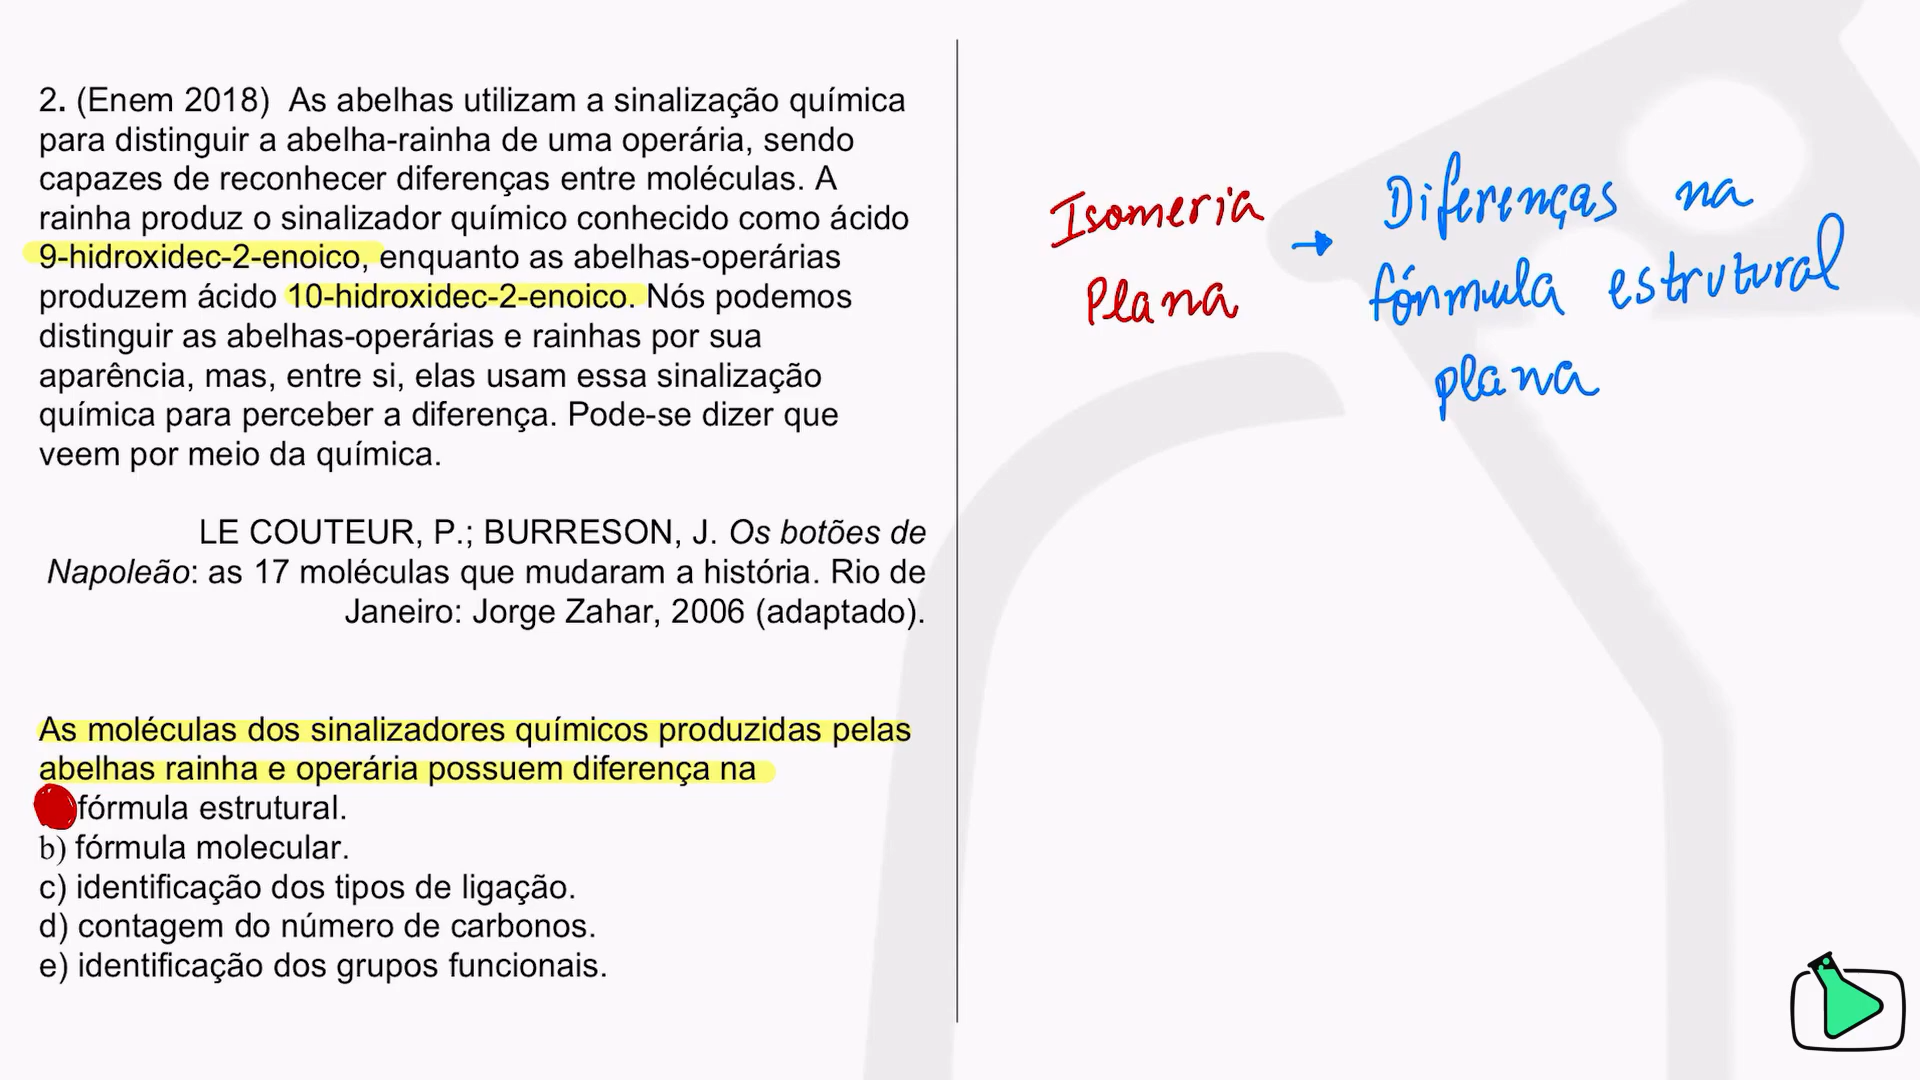 2. (Enem 2018)  As abelhas utilizam a sinalização química
para distinguir a abelha-rainha de uma operária, sendo
capazes de reconhecer diferenças entre moléculas. A
rainha produz o sinalizador químico conhecido como ácido
9-hidroxidec-2-enoico, enquanto as abelhas-operárias
produzem ácido 10-hidroxidec-2-enoico. Nós podemos
distinguir as abelhas-operárias e rainhas por sua
aparência, mas, entre si, elas usam essa sinalização
química para perceber a diferença. Pode-se dizer que
veem por meio da química.
LE COUTEUR, P.; BURRESON, J. Os botões de
Napoleão: as 17 moléculas que mudaram a história. Rio de
Janeiro: Jorge Zahar, 2006 (adaptado).
As moléculas dos sinalizadores químicos produzidas pelas
abelhas rainha e operária possuem diferença na
fórmula estrutural.
b) fórmula molecular.
c) identificação dos tipos de ligação.
d) contagem do número de carbonos.
e) identificação dos grupos funcionais.
Isomeria
Plana
→ Diferenças na
fórmula estrutural
plana